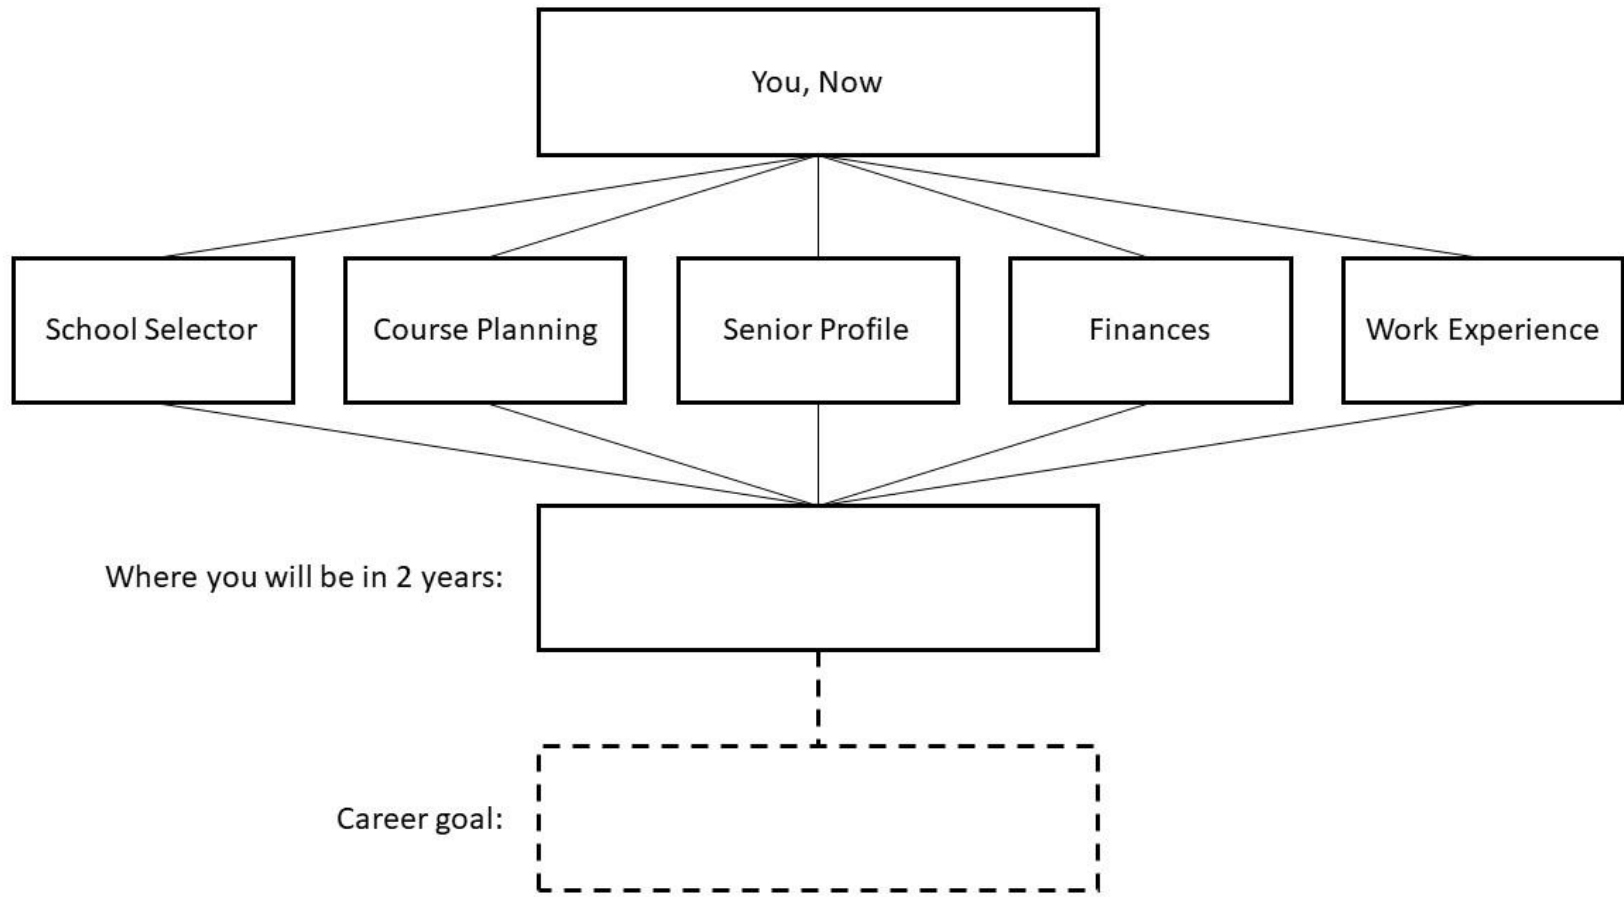 You, Now
School Selector
Course Planning
Senior Profile
Finances
Work Experience
Where you will be in 2 years:
Career goal: